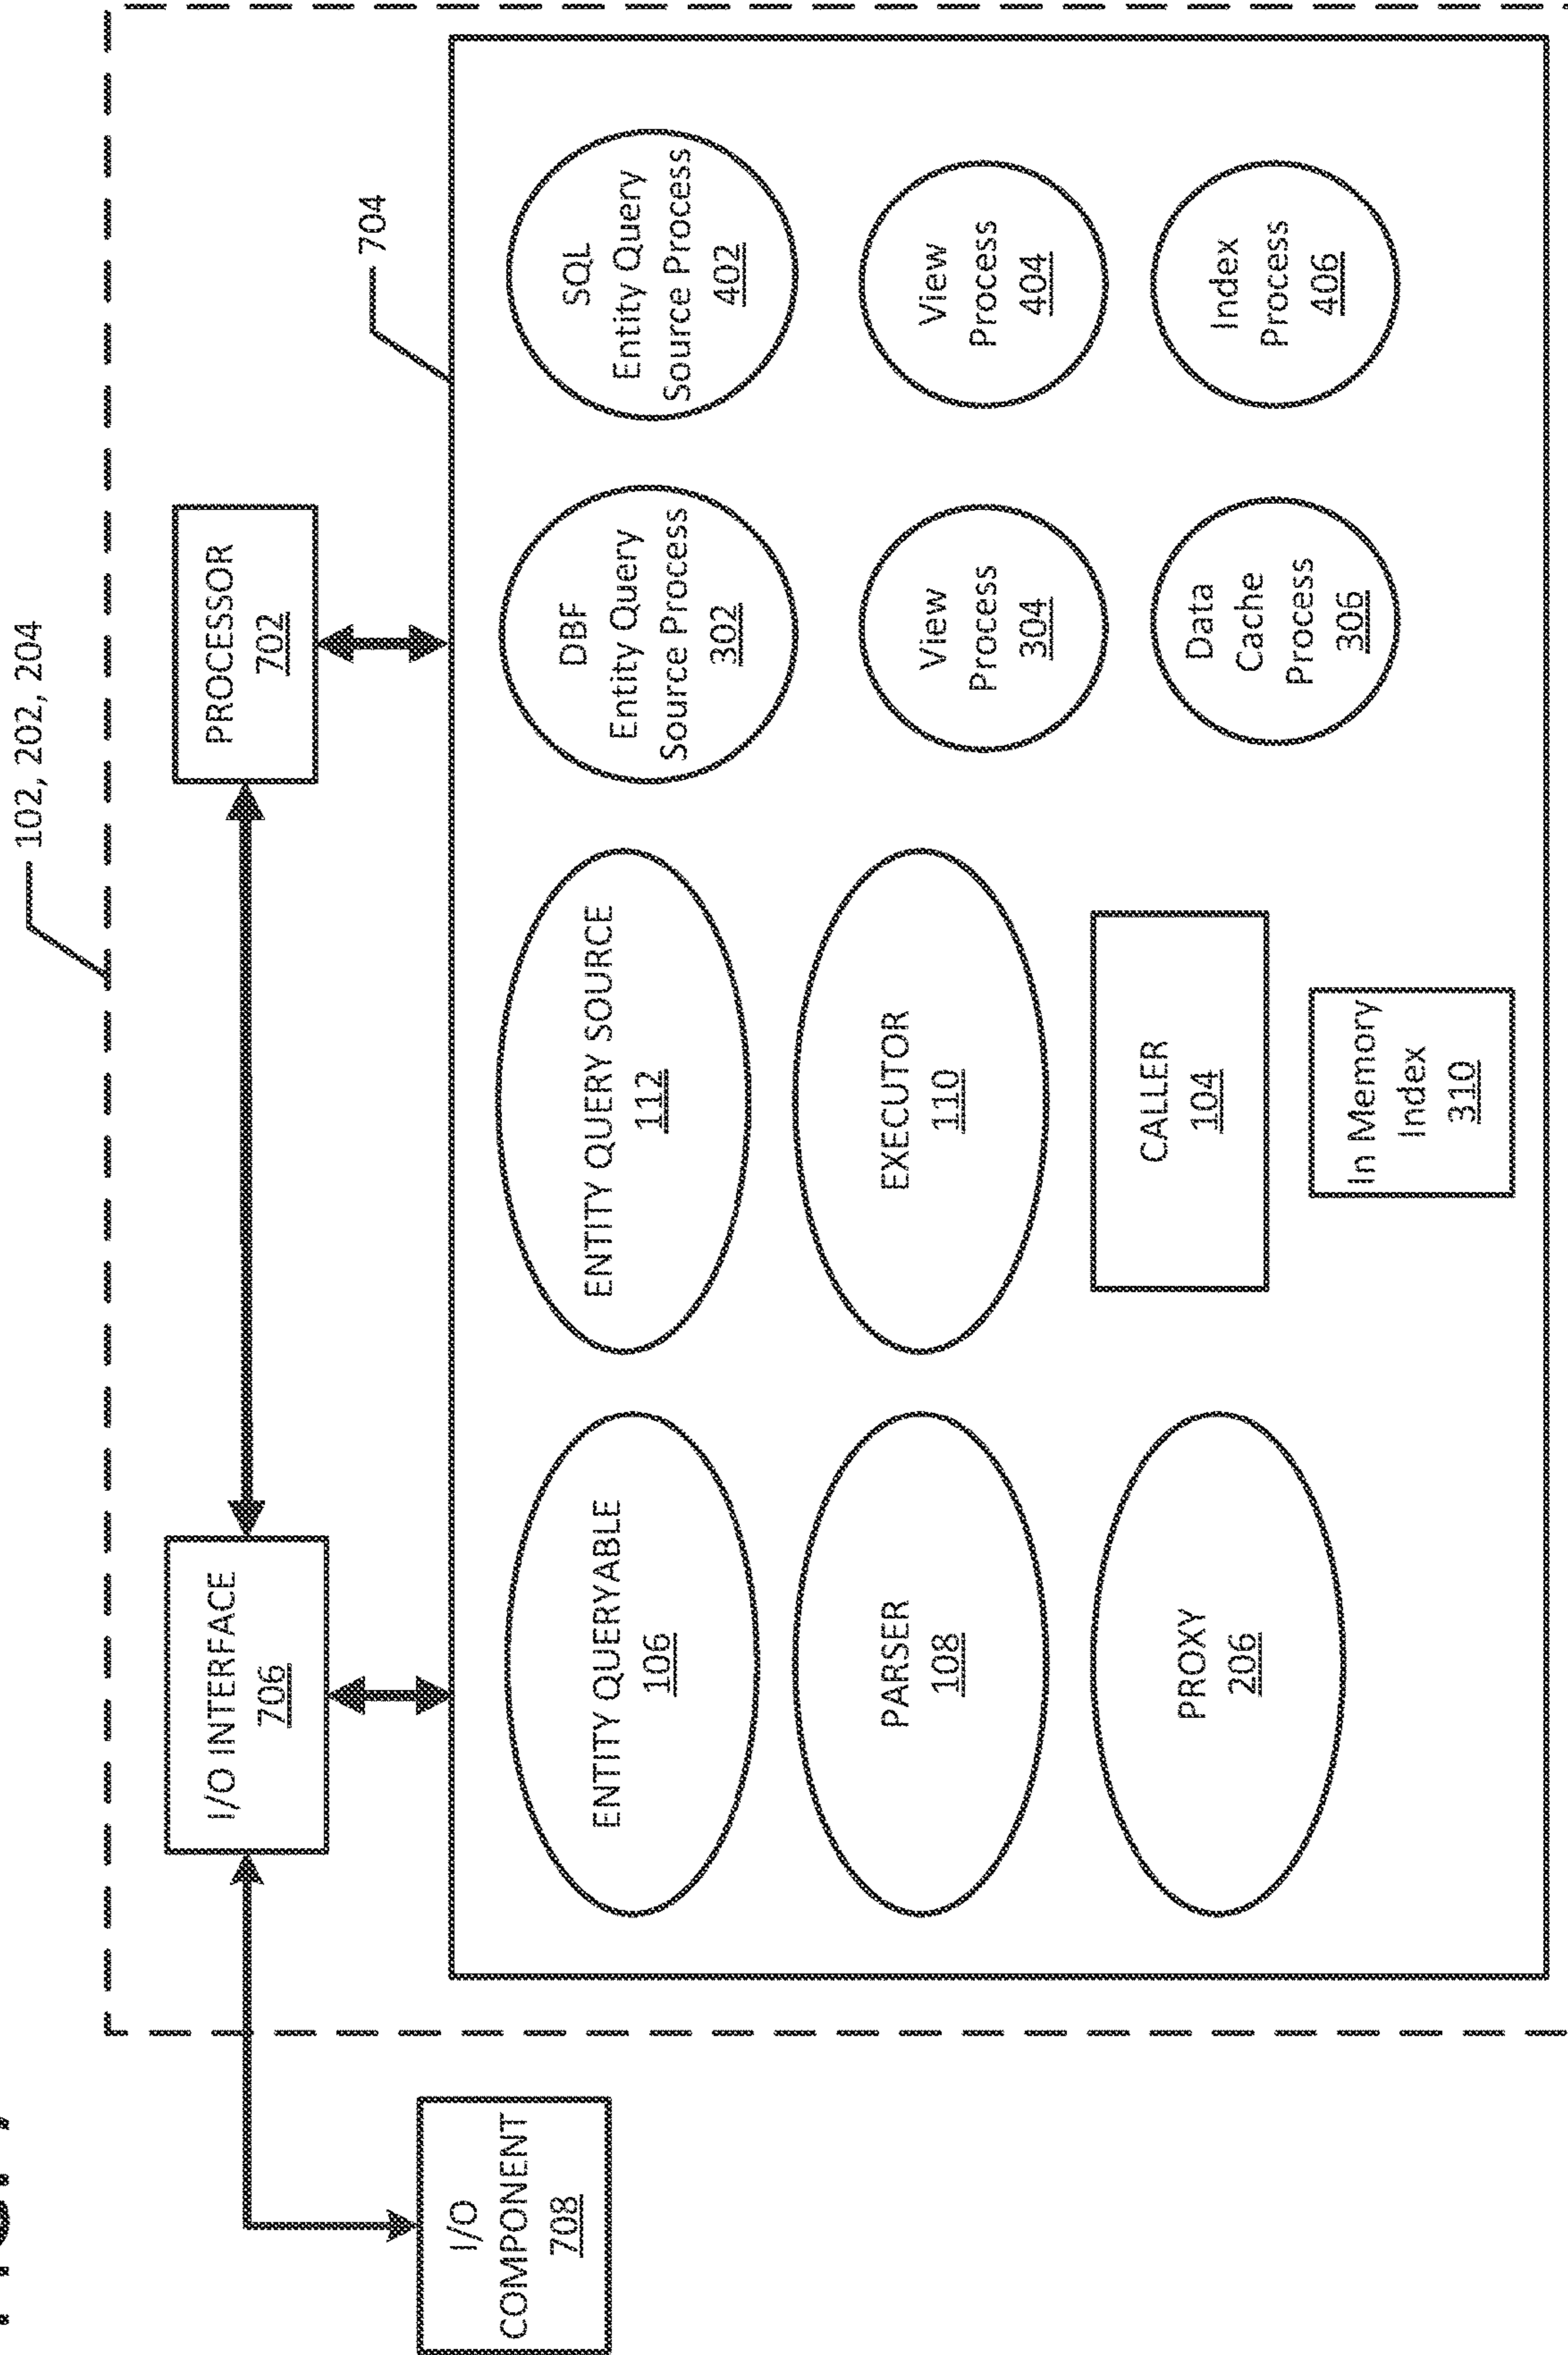 102, 202, 204
I/O
COMPONENT
708
I/O INTERFACE
706
PROCESSOR
702
704
ENTITY QUERYABLE
106
ENTITY QUERY SOURCE
112
DBF
Entity Query
Source Process
302
SQL
Entity Query
Source Process
402
PARSER
108
EXECUTOR
110
View
Process
304
View
Process
404
PROXY
206
CALLER
104
Data
Cache
Process
306
Index
Process
406
In Memory
Index
310